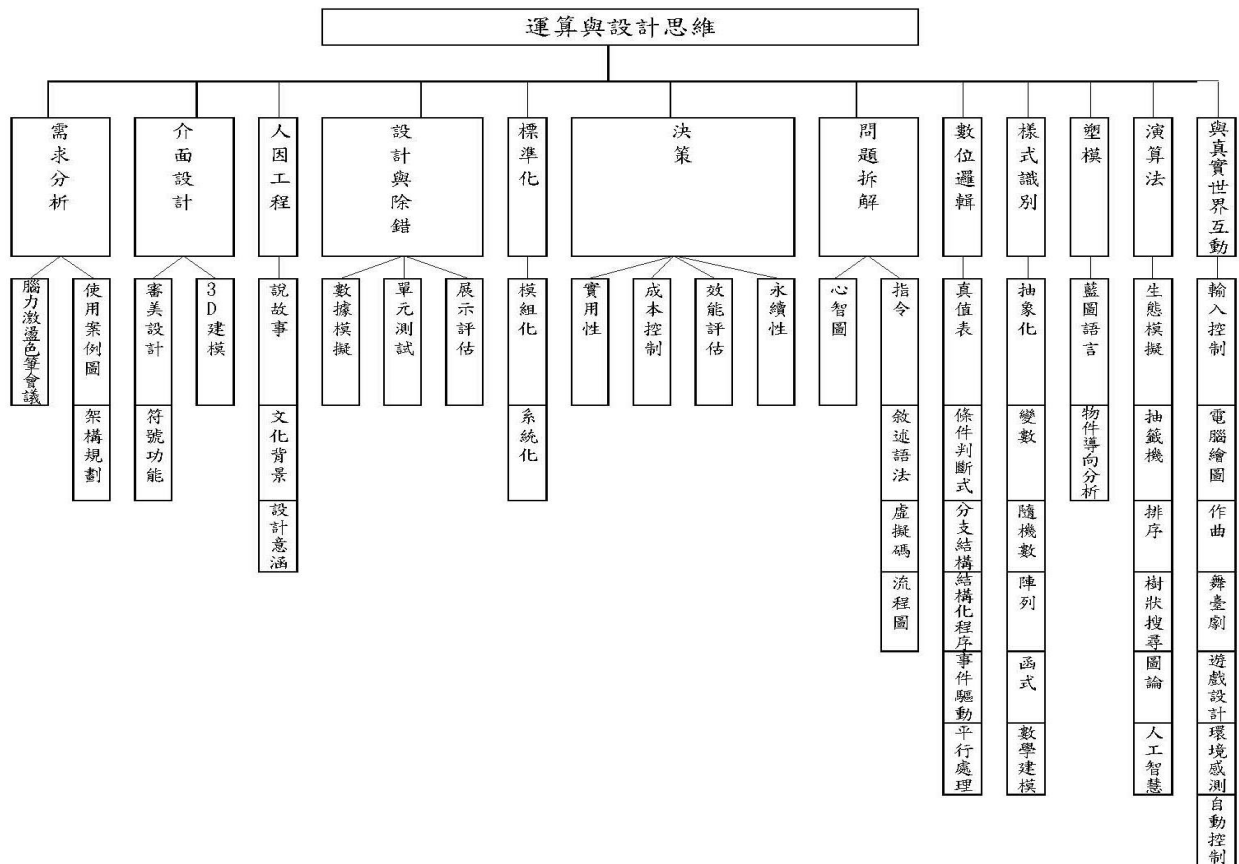 運算與設計思維
需求分析
介面設計
人因工程
設計與除錯
標準化
決策
問題拆解
數位邏輯
樣式識別
塑模
演算法
與真實世界互動
腦力激盪色筆會議
使用案例圖
架構規劃
審美設計
符號功能
3D建模
說故事
文化背景
設計意涵
數據模擬
單元測試
展示評估
模組化
系統化
實用性
成本控制
效能評估
永續性
心智圖
指令
敘述語法
虛擬碼
流程圖
真值表
條件判斷式
分支結構
結構化程序
事件驅動
平行處理
抽象化
變數
隨機數
陣列
函式
數學建模
藍圖語言
物件導向分析
生態模擬
抽籤機
排序
樹狀搜尋
圖論
人工智慧
輸入控制
電腦繪圖
作曲
舞臺劇
遊戲設計
環境感測
自動控制